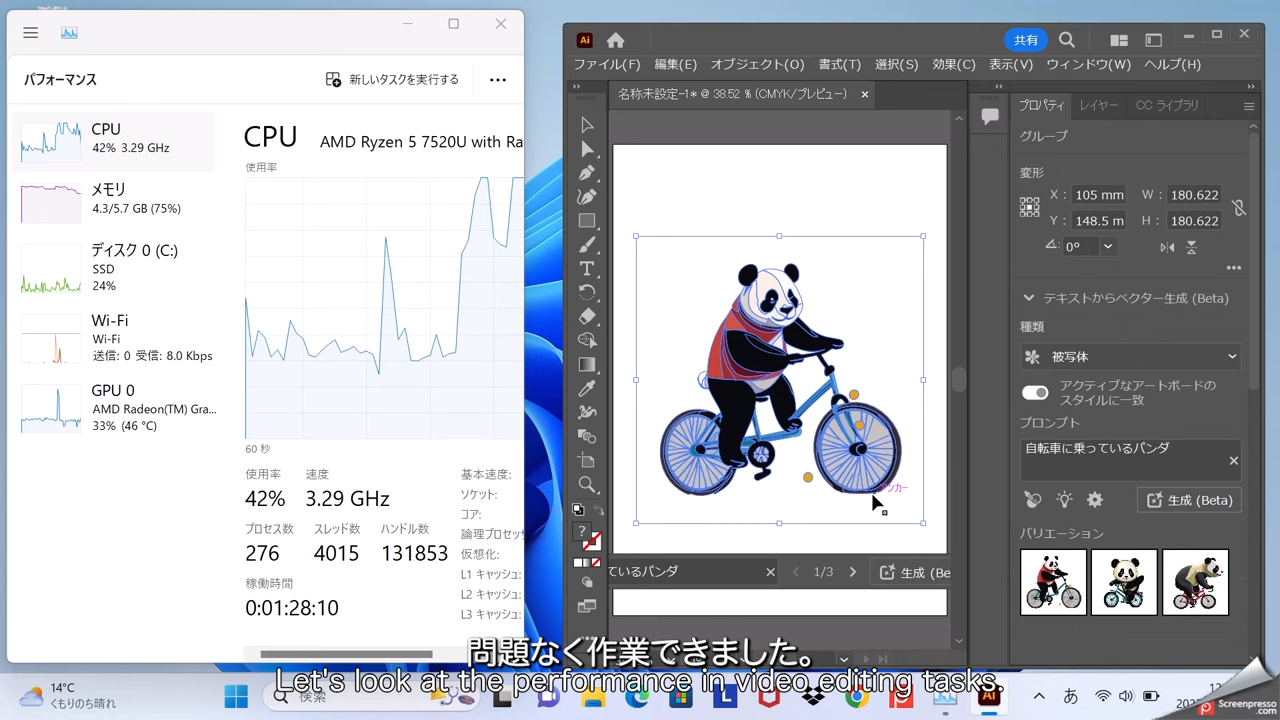 パフォーマンス
新しいタスクを実行する
CPU
42% 3.29 GHz
メモリ
4.3/5.7 GB (75%)
ディスク 0 (C:)
SSD
24%
Wi-Fi
Wi-Fi
送信: 0 受信: 8.0 Kbps
GPU 0
AMD Radeon(TM) Gra...
33% (46 °C)
CPU
AMD Ryzen 5 7520U with Ra
使用率
60 秒
使用率
速度
基本速度:
42%
3.29 GHz
ソケット:
コア:
プロセス数
スレッド数
ハンドル数
論理プロセッサ
276
4015
131853
仮想化:
L1 キャッシュ:
稼働時間
L2 キャッシュ:
0:01:28:10
L3 キャッシュ:
Ai
共有
ファイル(F)
編集(E)
オブジェクト(O)
書式(T)
選択(S)
効果(C)
表示(V)
ウィンドウ(W)
ヘルプ(H)
名称未設定-1* @ 38.52 % (CMYK/プレビュー)
アンカー
ているパンダ
1/3
生成 (Be
プロパティ
レイヤー
CC ライブラリ
グループ
変形
X: 105 mm
W: 180.622
Y: 148.5 m
H: 180.622
0°
テキストからベクター生成 (Beta)
種類
被写体
アクティブなアートボードの
スタイルに一致
プロンプト
自転車に乗っているパンダ
生成 (Beta)
バリエーション
問題なく作業できました。
Let's look at the performance in video editing tasks.
14°C
くもりのち晴れ
検索
あ
Ai
Screenpresso
.com